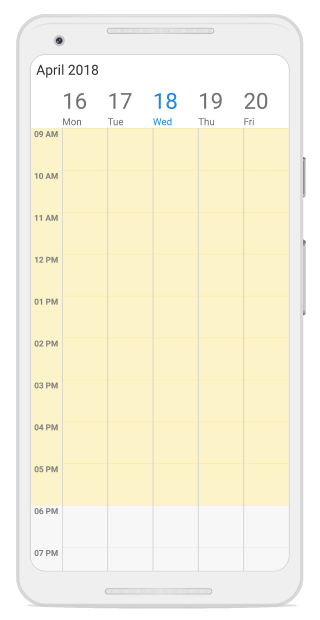 April 2018
16 17 18 19 20
Mon Tue Wed Thu Fri
09 AM
10 AM
11 AM
12 PM
01 PM
02 PM
03 PM
04 PM
05 PM
06 PM
07 PM